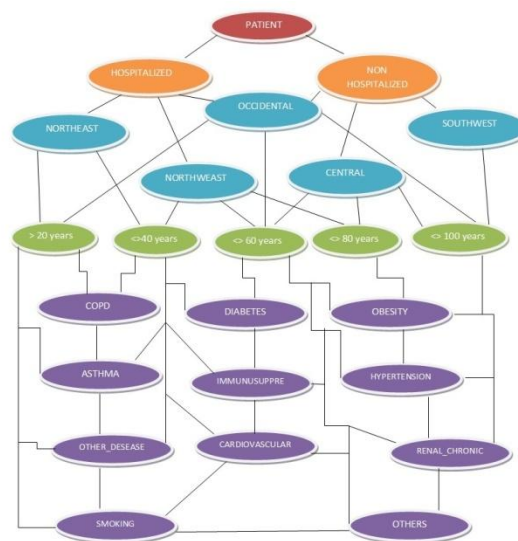 PATIENT
HOSPITALIZED
NON
HOSPITALIZED
OCCIDENTAL
NORTHEAST
SOUTHWEST
NORTHWEAST
CENTRAL
> 20 years
<>40 years
<> 60 years
<> 80 years
<> 100 years
COPD
DIABETES
OBESITY
ASTHMA
IMMUNUSUPPRE
HYPERTENSION
OTHER_DESEASE
CARDIOVASCULAR
RENAL_CHRONIC
SMOKING
OTHERS